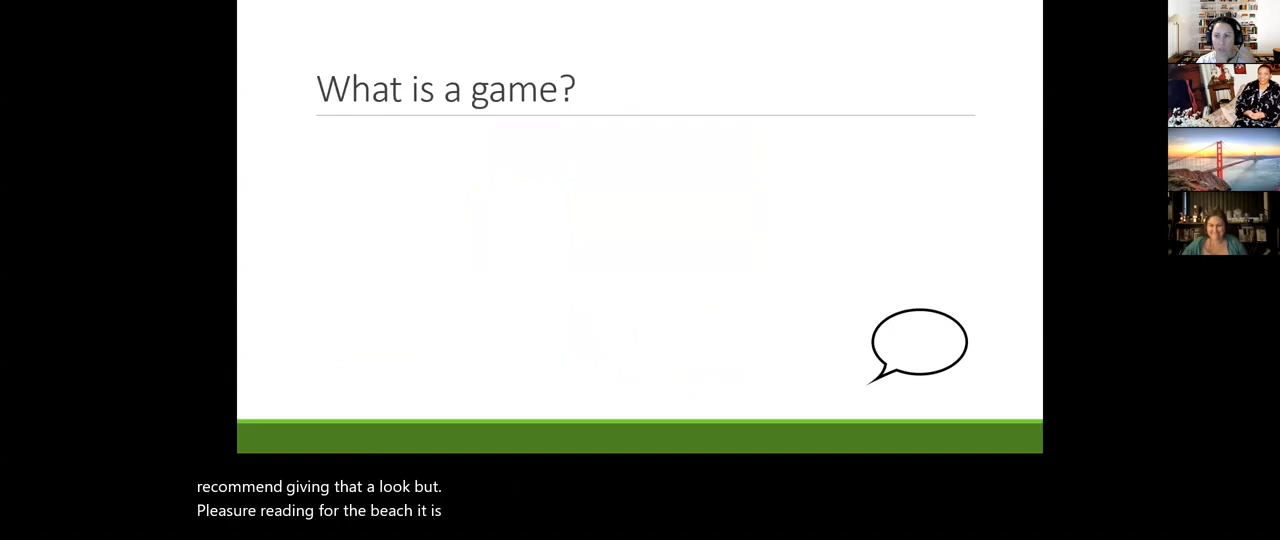 What is a game?
recommend giving that a look but.
Pleasure reading for the beach it is